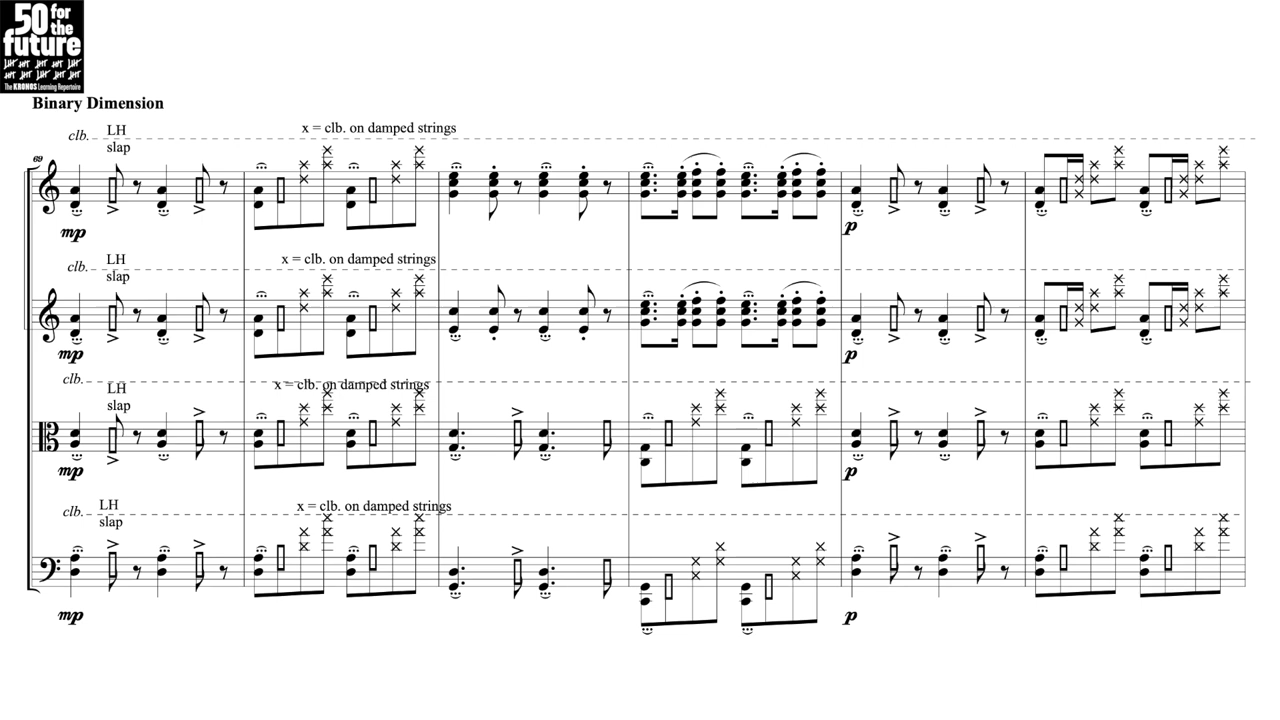 50 for the future
The KRONOS Learning Repertoire
Binary Dimension
clb. LH slap x = clb. on damped strings
69
mp p
clb. LH slap x = clb. on damped strings
mp p
clb. LH slap x = clb. on damped strings
mp p
clb. LH slap x = clb. on damped strings
mp p